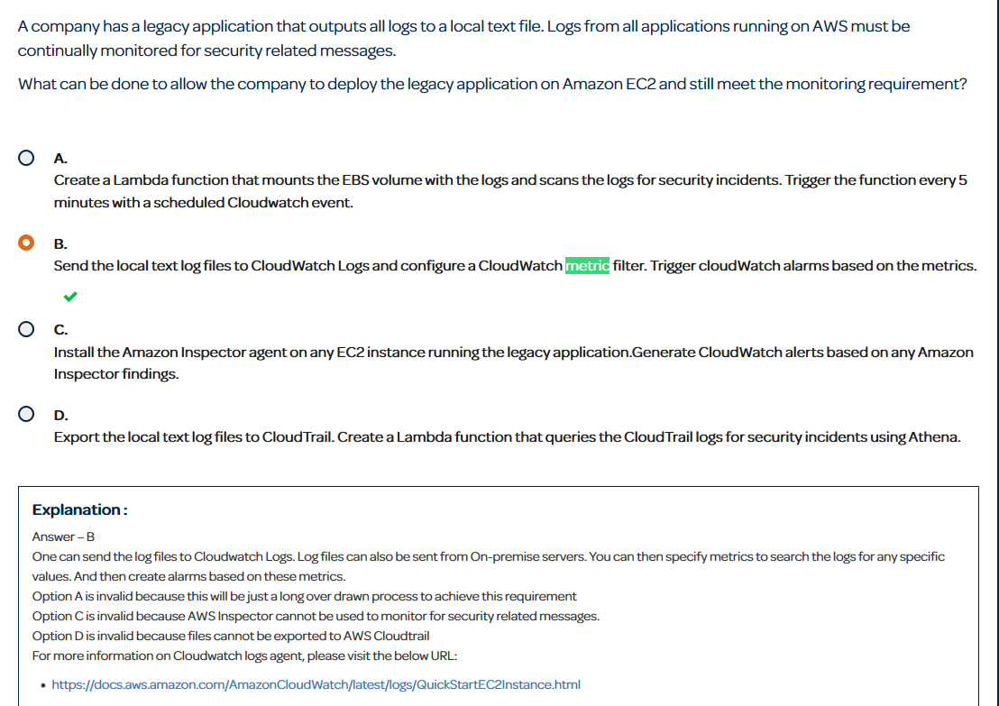 A company has a legacy application that outputs all logs to a local text file. Logs from all applications running on AWS must be
continually monitored for security related messages.
What can be done to allow the company to deploy the legacy application on Amazon EC2 and still meet the monitoring requirement?
A.
Create a Lambda function that mounts the EBS volume with the logs and scans the logs for security incidents. Trigger the function every 5
minutes with a scheduled Cloudwatch event.
B.
Send the local text log files to CloudWatch Logs and configure a CloudWatch metric filter. Trigger cloudWatch alarms based on the metrics.
C.
Install the Amazon Inspector agent on any EC2 instance running the legacy application.Generate CloudWatch alerts based on any Amazon
Inspector findings.
D.
Export the local text log files to CloudTrail. Create a Lambda function that queries the CloudTrail logs for security incidents using Athena.
Explanation :
Answer – B
One can send the log files to Cloudwatch Logs. Log files can also be sent from On-premise servers. You can then specify metrics to search the logs for any specific
values. And then create alarms based on these metrics.
Option A is invalid because this will be just a long over drawn process to achieve this requirement
Option C is invalid because AWS Inspector cannot be used to monitor for security related messages.
Option D is invalid because files cannot be exported to AWS Cloudtrail
For more information on Cloudwatch logs agent, please visit the below URL:
• https://docs.aws.amazon.com/AmazonCloudWatch/latest/logs/QuickStartEC2Instance.html